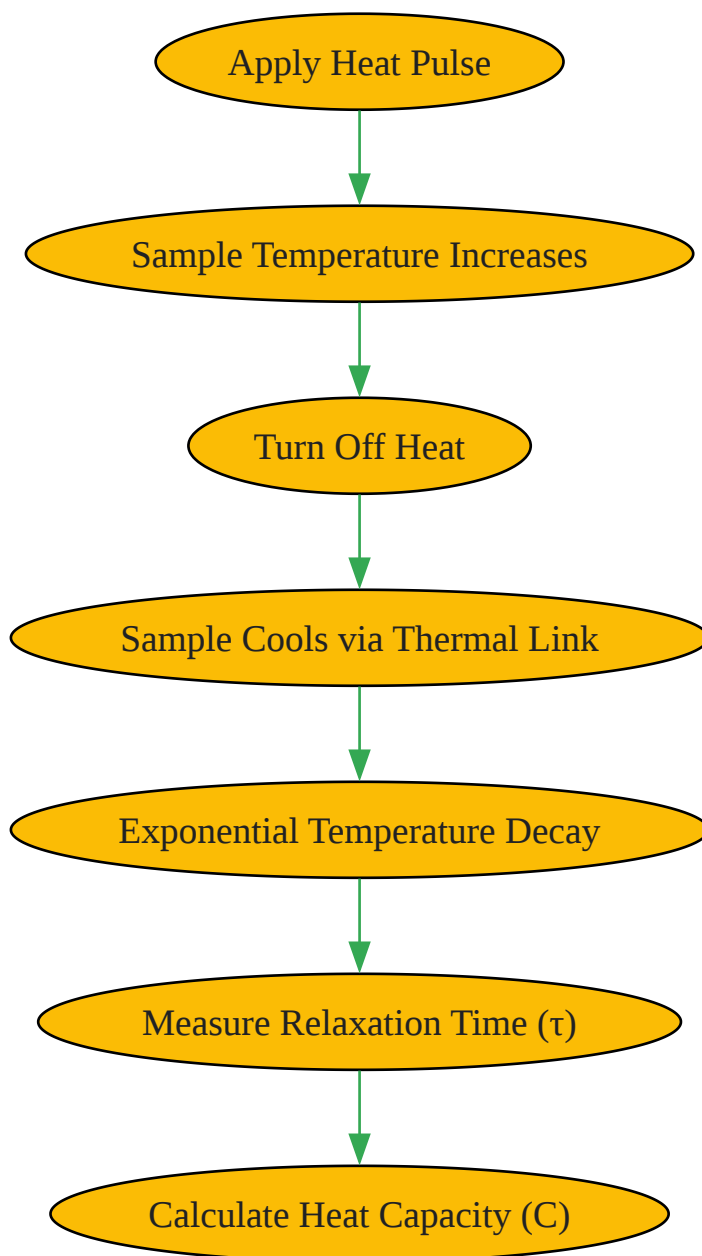 Apply Heat Pulse
Sample Temperature Increases
Turn Off Heat
Sample Cools via Thermal Link
Exponential Temperature Decay
Measure Relaxation Time (τ)
Calculate Heat Capacity (C)